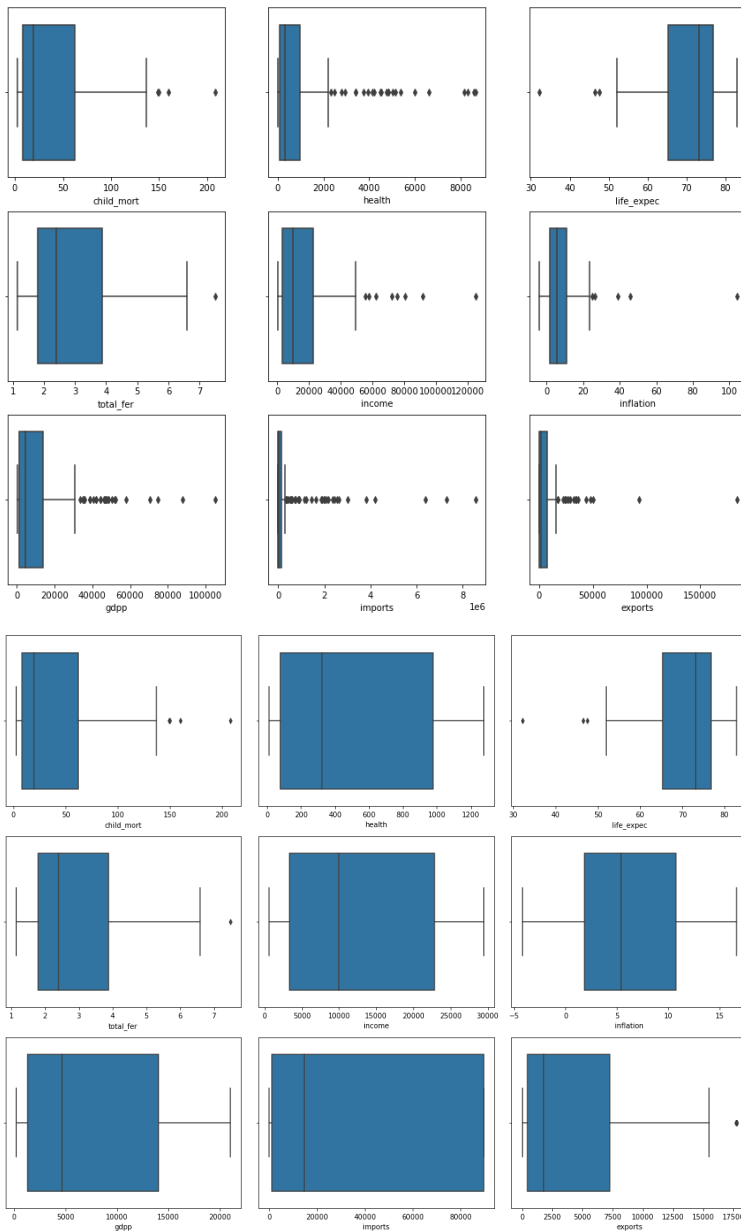 0 50 100 150 200
child_mort
0 2000 4000 6000 8000
health
30 40 50 60 70 80
life_expec
1 2 3 4 5 6 7
total_fer
0 20000 40000 60000 80000 100000 120000
income
0 20 40 60 80 100
inflation
0 20000 40000 60000 80000 100000
gdpp
0 2 4 6 8
1e6
imports
0 50000 100000 150000
exports
0 50 100 150 200
child_mort
0 200 400 600 800 1000 1200
health
30 40 50 60 70 80
life_expec
1 2 3 4 5 6 7
total_fer
0 5000 10000 15000 20000 25000 30000
income
−5 0 5 10 15
inflation
0 5000 10000 15000 20000
gdpp
0 20000 40000 60000 80000
imports
0 2500 5000 7500 10000 12500 15000 17500
exports